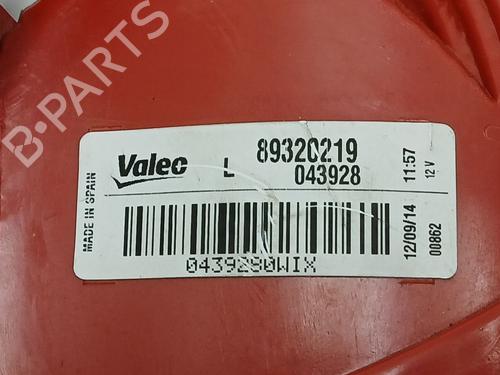 B-PARTS
MADE IN SPAIN
Valeo L 89320219
043928
0439280WIX
12/09/14 11:57
00862 12 V